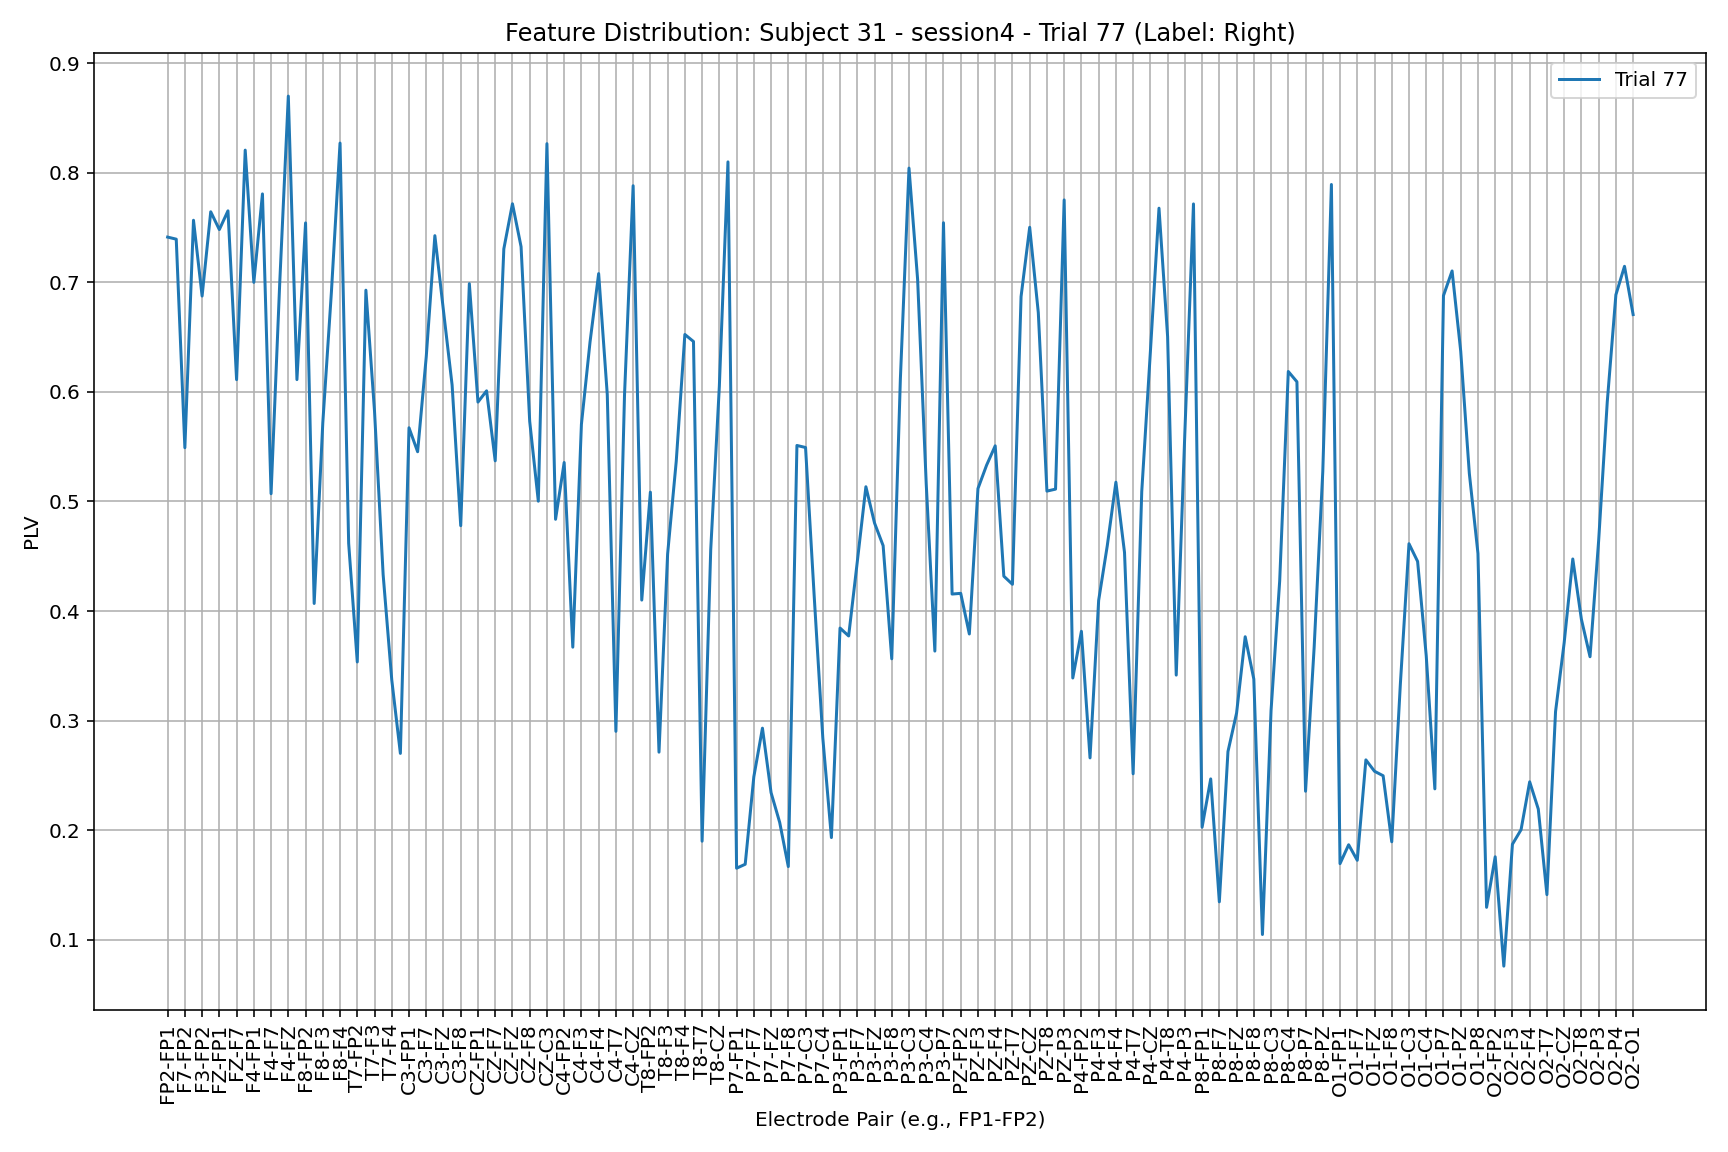 Feature Distribution: Subject 31 - session4 - Trial 77 (Label: Right)
Trial 77
PLV
0.9
0.8
0.7
0.6
0.5
0.4
0.3
0.2
0.1
FP2-FP1
F7-FP2
F3-FP2
FZ-FP1
FZ-F7
F4-FP1
F4-F7
F4-FZ
F8-FP2
F8-F3
F8-F4
T7-FP2
T7-F3
T7-F4
C3-FP1
C3-F7
C3-FZ
C3-F8
CZ-FP1
CZ-F7
CZ-FZ
CZ-F8
CZ-C3
C4-FP2
C4-F3
C4-F4
C4-T7
C4-CZ
T8-FP2
T8-F3
T8-F4
T8-T7
T8-CZ
P7-FP1
P7-F7
P7-FZ
P7-F8
P7-C3
P7-C4
P3-FP1
P3-F7
P3-FZ
P3-F8
P3-C3
P3-C4
P3-P7
PZ-FP2
PZ-F3
PZ-F4
PZ-T7
PZ-CZ
PZ-T8
PZ-P3
P4-FP2
P4-F3
P4-F4
P4-T7
P4-CZ
P4-T8
P4-P3
P8-FP1
P8-F7
P8-FZ
P8-F8
P8-C3
P8-C4
P8-P7
P8-PZ
O1-FP1
O1-F7
O1-FZ
O1-F8
O1-C3
O1-C4
O1-P7
O1-PZ
O1-P8
O2-FP2
O2-F3
O2-F4
O2-T7
O2-CZ
O2-T8
O2-P3
O2-P4
O2-O1
Electrode Pair (e.g., FP1-FP2)